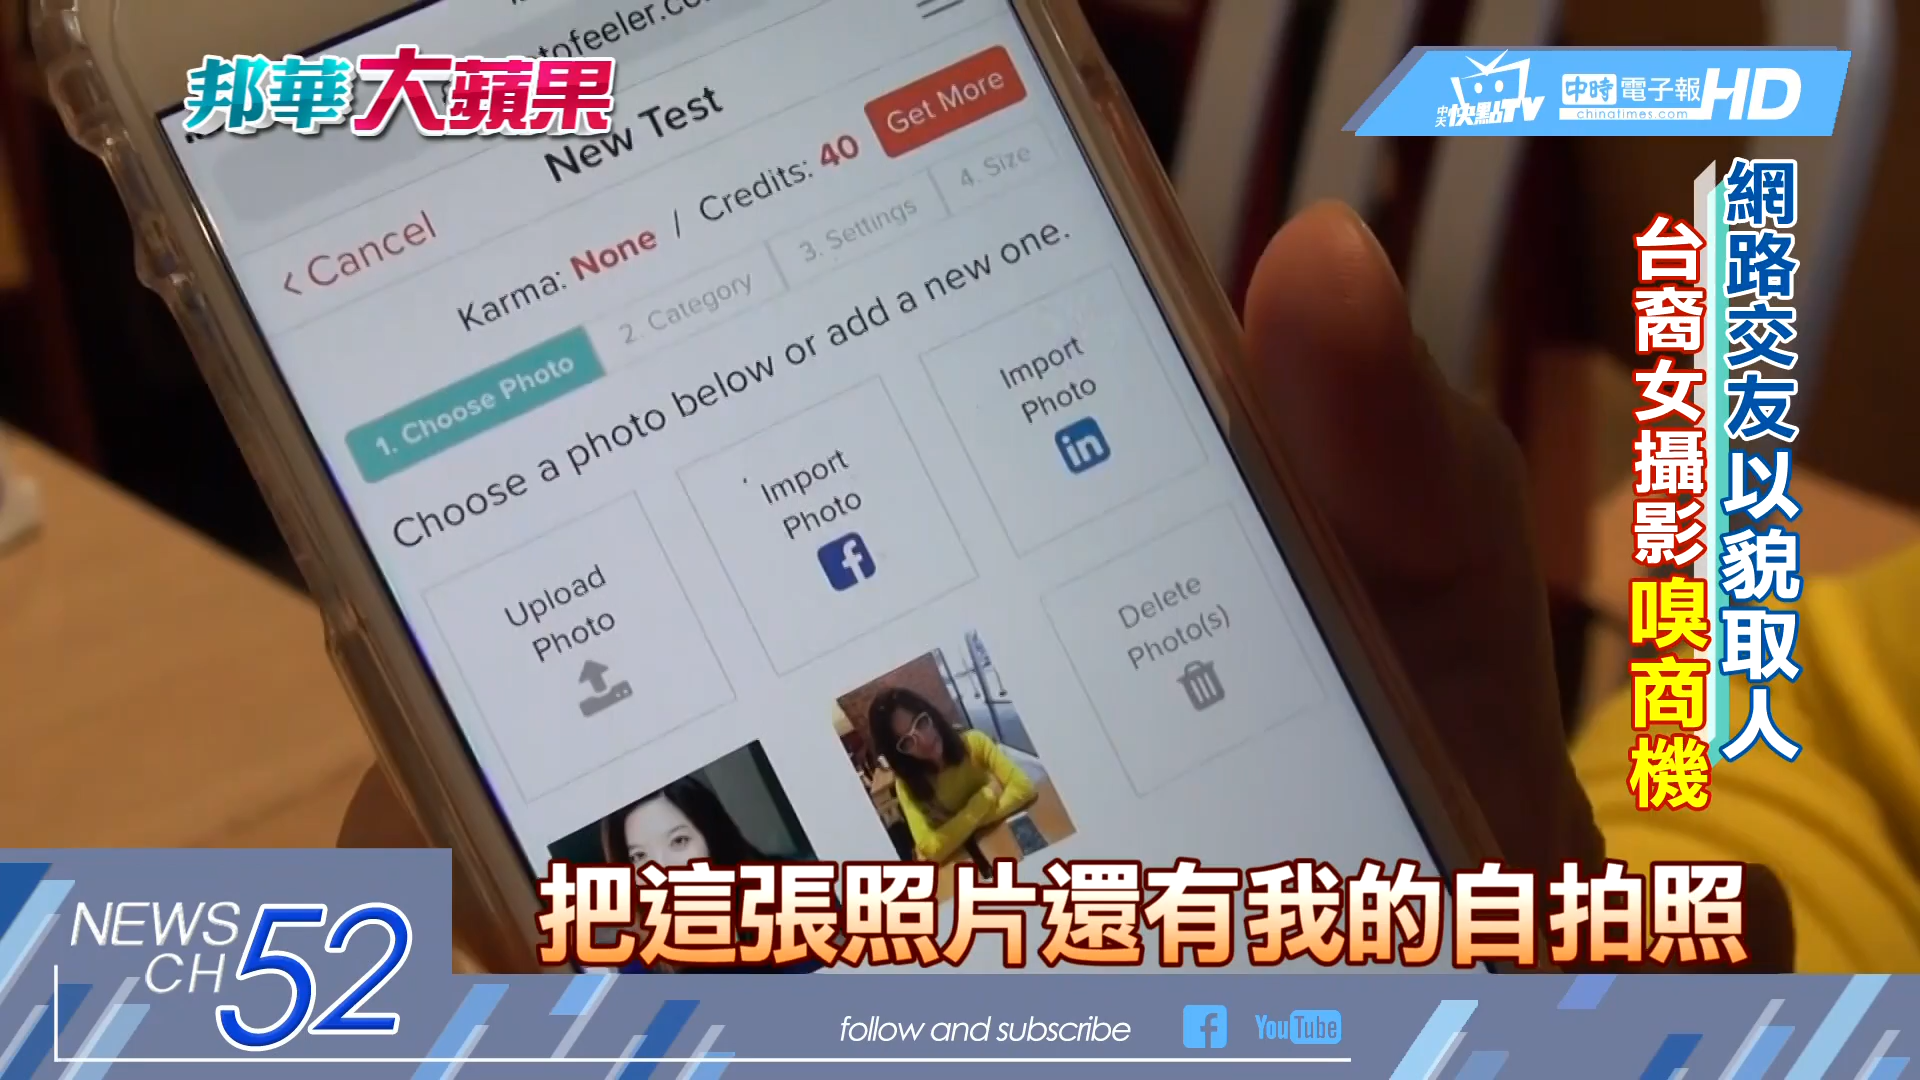 邦華大蘋果
tofeeler.co
New Test
Get More
< Cancel
Karma: None / Credits: 40
1. Choose Photo
2. Category
3. Settings
4. Size
Choose a photo below or add a new one.
Upload
Photo
Import
Photo
f
Import
Photo
in
Delete
Photo(s)
中天快點TV
中時電子報HD
chinatimes.com
網路交友以貌取人
台裔女攝影嗅商機
把這張照片還有我的自拍照
NEWS
CH 52
follow and subscribe
f
YouTube